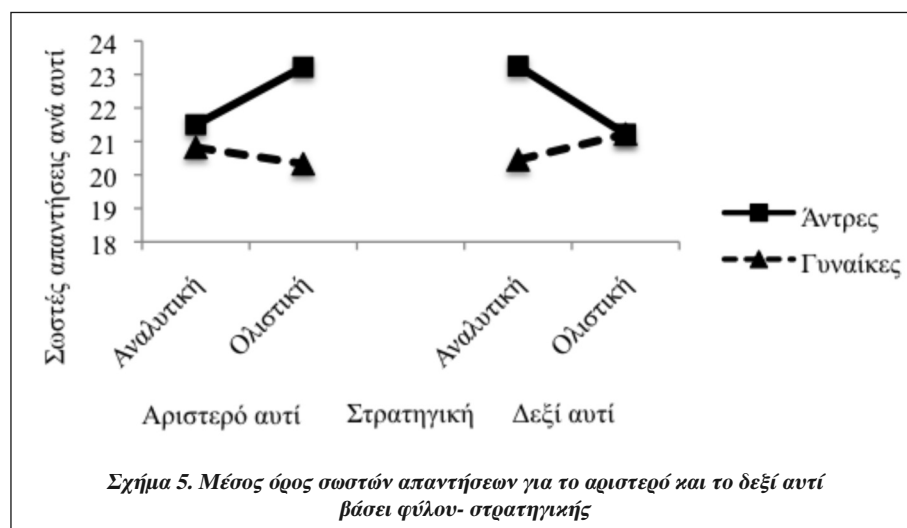 Σωστές απαντήσεις ανά αυτί
24
23
22
21
20
19
18
Αναλυτική
Ολιστική
Αναλυτική
Ολιστική
Αριστερό αυτί
Στρατηγική
Δεξί αυτί
Άντρες
Γυναίκες
Σχήμα 5. Μέσος όρος σωστών απαντήσεων για το αριστερό και το δεξί αυτί
βάσει φύλου- στρατηγικής